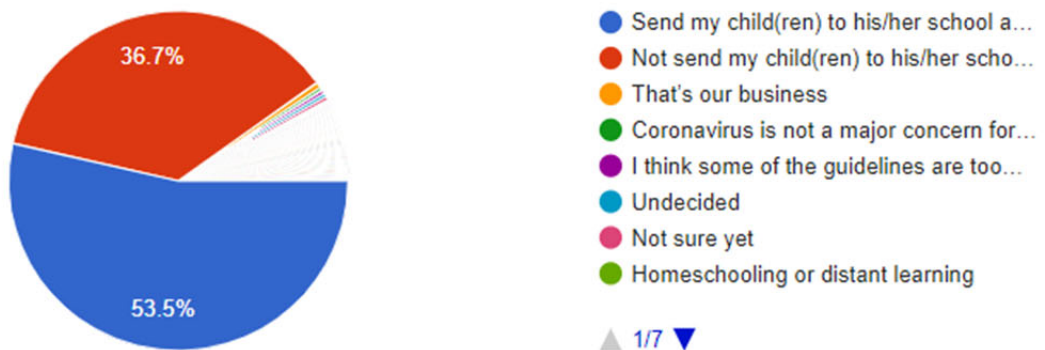 36.7%
53.5%
Send my child(ren) to his/her school a...
Not send my child(ren) to his/her scho...
That's our business
Coronavirus is not a major concern for...
I think some of the guidelines are too...
Undecided
Not sure yet
Homeschooling or distant learning
1/7